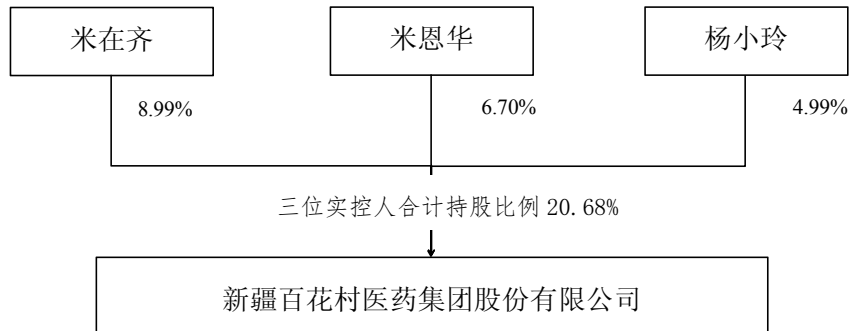 米在齐
米恩华
杨小玲
8.99%
6.70%
4.99%
三位实控人合计持股比例 20.68%
新疆百花村医药集团股份有限公司